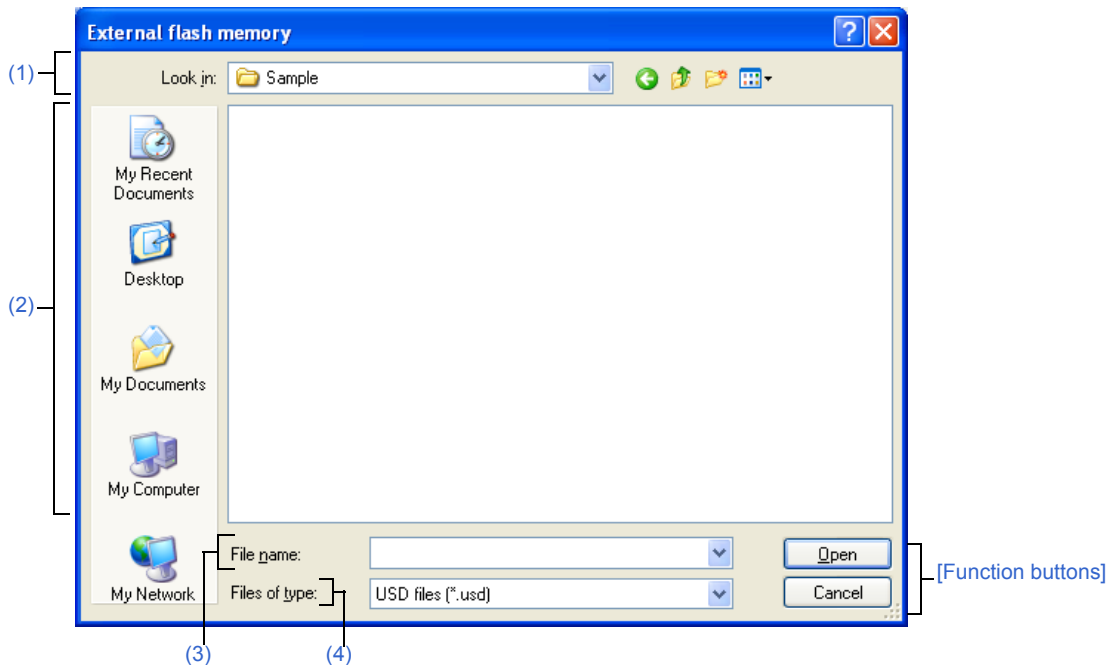 External flash memory
(1)
Look in:
Sample
(2)
My Recent
Documents
Desktop
My Documents
My Computer
My Network
(3)
File name:
Open
Files of type:
USD files (*.usd)
Cancel
[Function buttons]
(4)